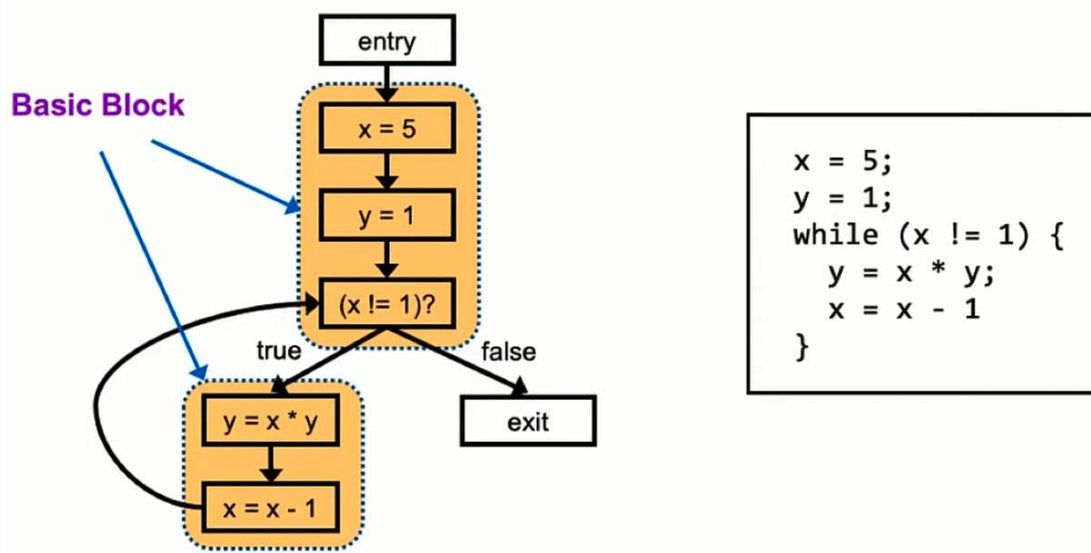 entry
Basic Block
x = 5
y = 1
(x != 1)?
true
false
y = x * y
exit
x = x - 1
x = 5;
y = 1;
while (x != 1) {
y = x * y;
x = x - 1
}